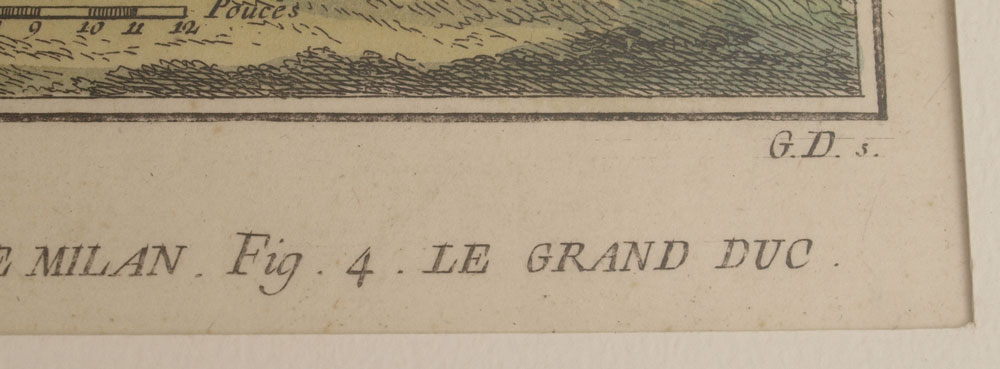 Pouces
9 10 11 12
G.D. s.
E MILAN. Fig. 4. LE GRAND DUC.